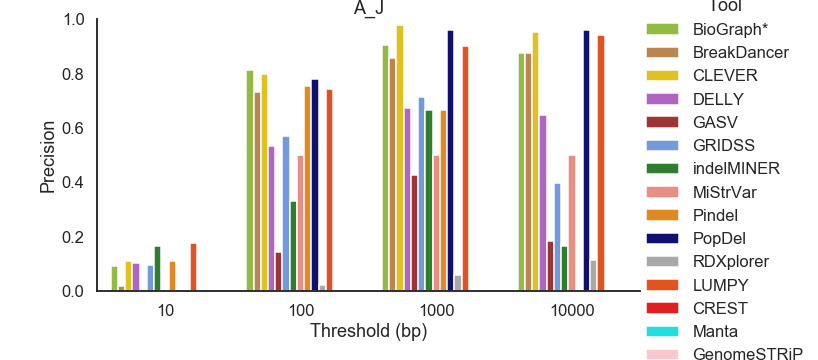 A_J
Tool
1.0
0.8
0.6
0.4
0.2
0.0
Precision
10
100
1000
10000
Threshold (bp)
BioGraph*
BreakDancer
CLEVER
DELLY
GASV
GRIDSS
indelMINER
MiStrVar
Pindel
PopDel
RDXplorer
LUMPY
CREST
Manta
GenomeSTRiP